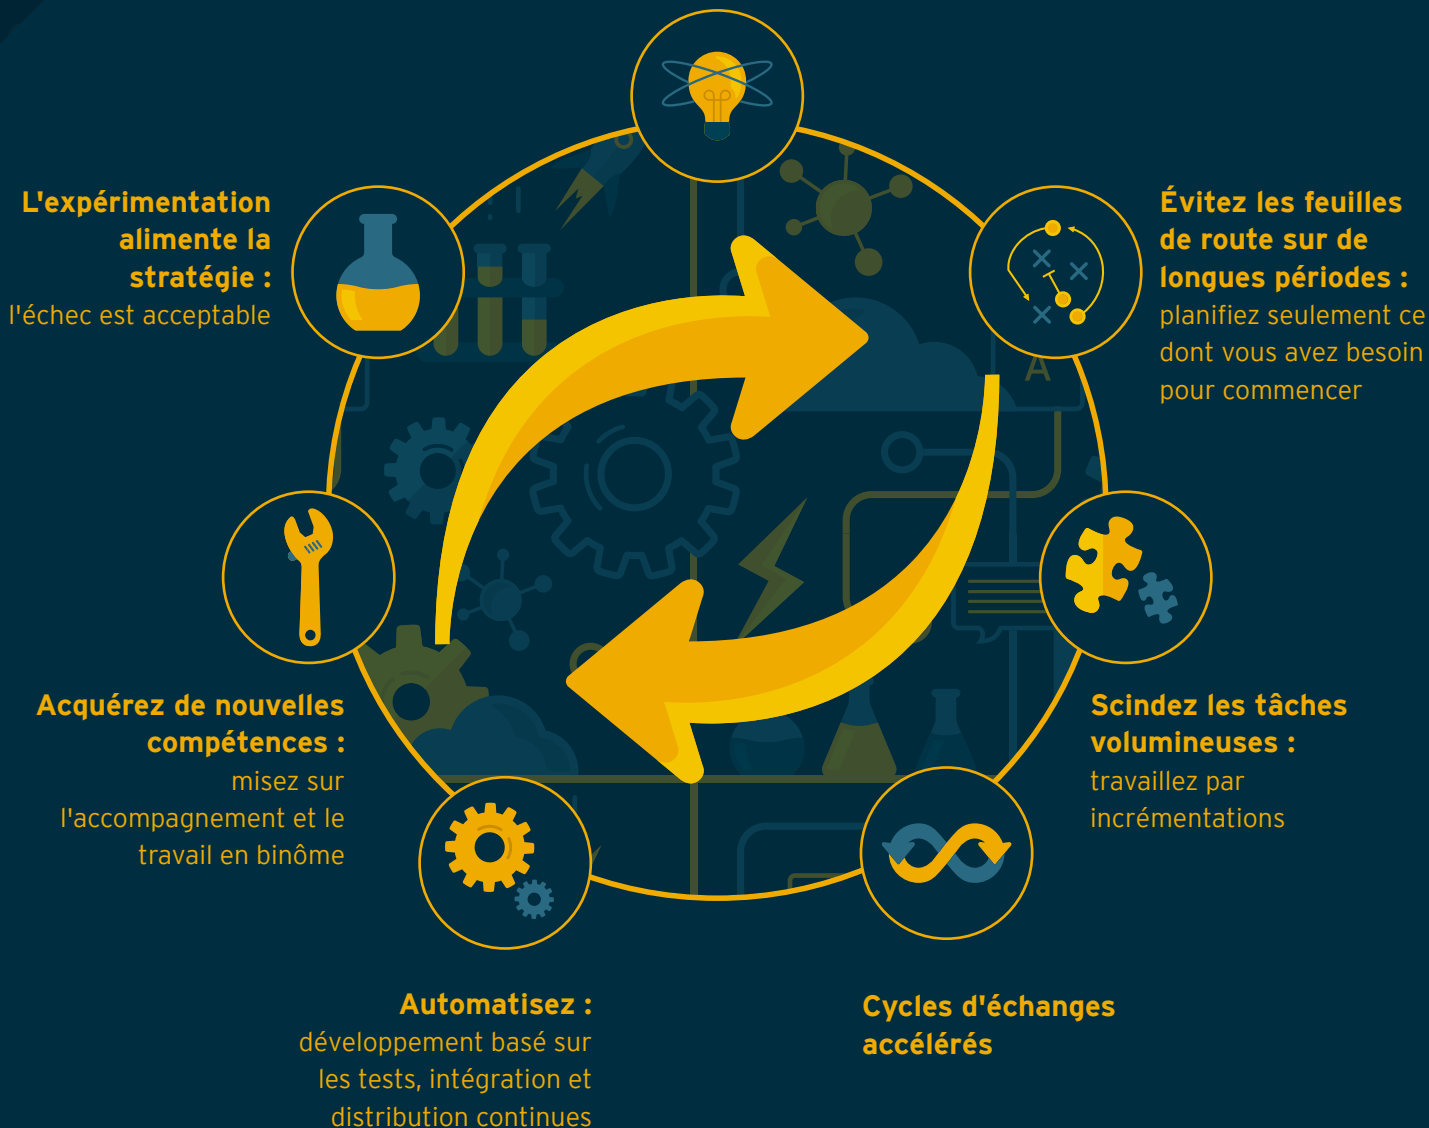 L'expérimentation
alimente la
stratégie :
l'échec est acceptable
Évitez les feuilles
de route sur de
longues périodes :
planifiez seulement ce
dont vous avez besoin
pour commencer
A
Scindez les tâches
volumineuses :
travaillez par
incrémentations
Cycles d'échanges
accélérés
Automatisez :
développement basé sur
les tests, intégration et
distribution continues
Acquérez de nouvelles
compétences :
misez sur
l'accompagnement et le
travail en binôme